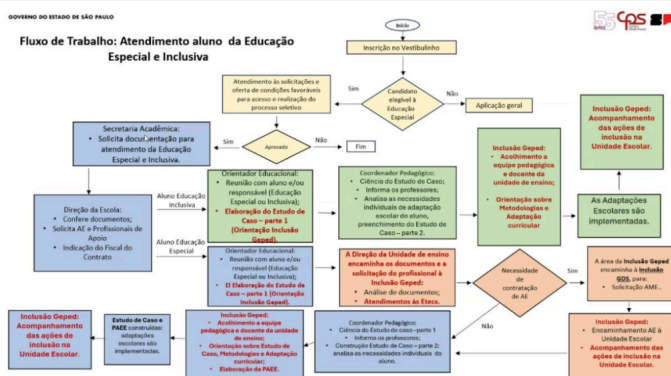 GOVERNO DO ESTADO DE SÃO PAULO
55
CPS
Fluxo de Trabalho: Atendimento aluno da Educação
Especial e Inclusiva
Início
Inscrição no Vestibulinho
Candidato
elegível à
Educação
Especial
Sim
Não
Aplicação geral
Atendimento às solicitações e
oferta de condições favoráveis
para acesso e realização do
processo seletivo
Aprovado
Sim
Não
Fim
Secretaria Acadêmica:
• Solicita documentação para
atendimento da Educação
Especial e Inclusiva.
Direção da Escola:
• Confere documentos;
• Solicita AE e Profissionais de
Apoio
• Indicação do Fiscal do
Contrato
Aluno Educação
Inclusiva
Aluno Educação
Especial
Orientador Educacional:
• Reunião com aluno e/ou
responsável (Educação
Especial ou Inclusiva);
• Elaboração do Estudo de
Caso – parte 1
(Orientação Inclusão
Geped).
Coordenador Pedagógico:
• Ciência do Estudo de Caso;
• Informa os professores;
• Analisa as necessidades
individuais de adaptação
escolar do aluno,
preenchimento do Estudo
de Caso – parte 2.
Inclusão Geped:
• Acolhimento a
equipe pedagógica
e docente da
unidade de ensino;
• Orientação sobre
Metodologias e
Adaptação
curricular
As Adaptações
Escolares são
implementadas.
Inclusão Geped:
Acompanhamento
das ações de
inclusão na
Unidade Escolar.
Orientador Educacional:
• Reunião com aluno e/ou
responsável (Educação
Especial ou Inclusiva);
• El Elaboração do Estudo de
Caso – parte 1 (Orientação
Inclusão Geped).
A Direção da Unidade de ensino
encaminha os documentos e a
solicitação do profissional à
Inclusão Geped:
• Análise de documentos;
• Atendimentos às Etecs.
Necessidade
de
contratação
de AE
Sim
Não
A área da Inclusão Geped
encaminha à Inclusão
GDS, para:
• Solicitação AME..
Inclusão Geped:
• Encaminhamento AE à
Unidade Escolar
• Acompanhamento das
ações de Inclusão na
Unidade Escolar.
Coordenador Pedagógico:
• Ciência do Estudo do caso -parte 1
• Informa os professores;
• Construção Estudo de Caso – parte 2:
analisa as necessidades individuais do
aluno.
Inclusão Geped:
• Acolhimento a equipe
pedagógica e docente da unidade
de ensino;
• Orientação sobre Estudo de
Caso, Metodologias e Adaptação
curricular;
• Elaboração da PAEE.
Estudo de Caso e
PAEE construídas:
adaptações
escolares são
implementadas.
Inclusão Geped:
Acompanhamento
das ações de
inclusão na
Unidade Escolar.